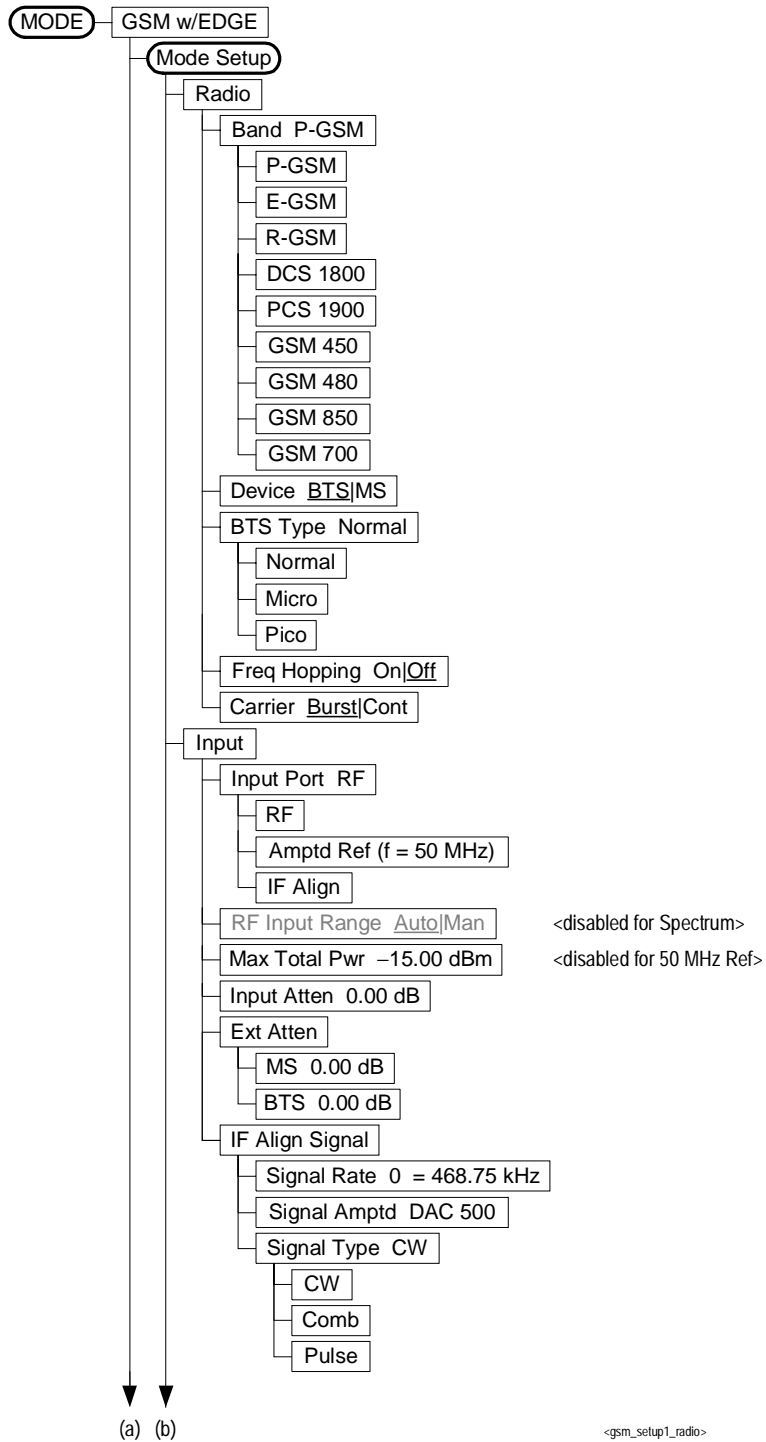 MODE GSM w/EDGE
Mode Setup
Radio
Band P-GSM
P-GSM
E-GSM
R-GSM
DCS 1800
PCS 1900
GSM 450
GSM 480
GSM 850
GSM 700
Device BTS|MS
BTS Type Normal
Normal
Micro
Pico
Freq Hopping On|Off
Carrier Burst|Cont
Input
Input Port RF
RF
Amptd Ref (f = 50 MHz)
IF Align
RF Input Range Auto|Man <disabled for Spectrum>
Max Total Pwr −15.00 dBm <disabled for 50 MHz Ref>
Input Atten 0.00 dB
Ext Atten
MS 0.00 dB
BTS 0.00 dB
IF Align Signal
Signal Rate 0 = 468.75 kHz
Signal Amptd DAC 500
Signal Type CW
CW
Comb
Pulse
(a) (b) <gsm_setup1_radio>